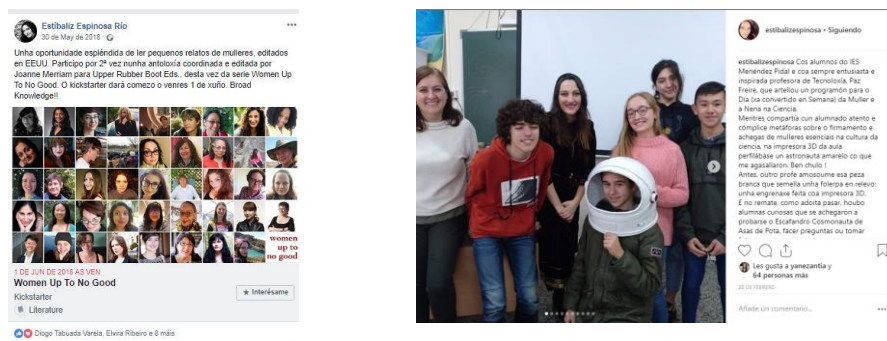 Estíbaliz Espinosa Río
30 de May de 2018 ·
Unha oportunidade espléndida de ler pequenos relatos de mulleres, editados
en EEUU. Participo por 2ª vez nunha antoloxía coordinada e editada por
Joanne Merriam para Upper Rubber Boot Eds., desta vez da serie Women Up
To No Good. O kickstarter dará comezo o venres 1 de xuño. Broad
Knowledge!!
women
up to
no good
1 DE JUN DE 2018 AS VEN
Women Up To No Good
Kickstarter
Literature
★ Interésame
Diogo Tabuada Varela, Elvira Ribeiro e 8 máis
estibalizespinosa • Siguiendo
estibalizespinosa Cos alumnos do IES
Menéndez Pidal e coa sempre entusiasta e
inspirada profesora de Tecnoloxía, Paz
Freire, que artellou un programón para o
Día (xa convertido en Semana) da Muller e
a Nena na Ciencia.
Mentres compartía cun alumnado atento e
cómplice metáforas sobre o firmamento e
achegas de mulleres esenciais na cultura da
ciencia, na impresora 3D da aula
perfilábase un astronauta amarelo co que
me agasallaron. Ben chulo !
Antes, outro profe amosoume esa peza
branca que semella unha folerpa en relevo:
unha engrenaxe feita coa impresora 3D.
E no remate, como adoita pasar, houbo
alumnas curiosas que se achegaron a
probarse o Escafandro Cosmonauta de
Asas de Pota, facer preguntas ou tomar
Les gusta a yanezantia y
64 personas más
Añade un comentario...